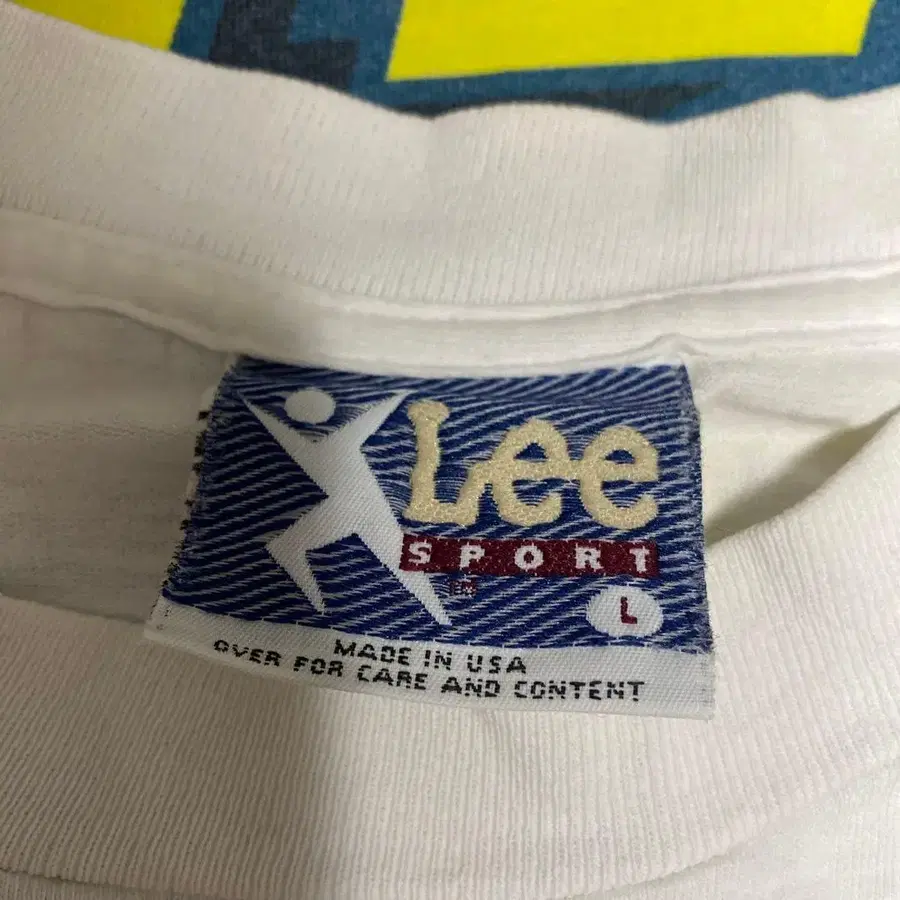 Lee
SPORT
L
MADE IN USA
OVER FOR CARE AND CONTENT